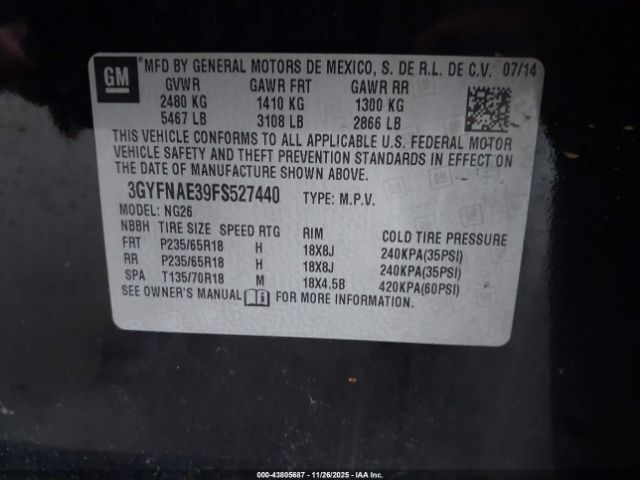 GM
*MFD BY GENERAL MOTORS DE MEXICO, S. DE R.L. DE C.V. 07/14
GVWR GAWR FRT GAWR RR
2480 KG 1410 KG 1300 KG
5467 LB 3108 LB 2866 LB
THIS VEHICLE CONFORMS TO ALL APPLICABLE U.S. FEDERAL MOTOR
VEHICLE SAFETY AND THEFT PREVENTION STANDARDS IN EFFECT ON
THE DATE OF MANUFACTURE SHOWN ABOVE.
3GYFNAE39FS527440 TYPE: M.P.V.
MODEL: NG26
NBBH TIRE SIZE SPEED RTG RIM COLD TIRE PRESSURE
FRT P235/65R18 H 18X8J 240KPA(35PSI)
RR P235/65R18 H 18X8J 240KPA(35PSI)
SPA T135/70R18 M 18X4.5B 420KPA(60PSI)
SEE OWNER'S MANUAL FOR MORE INFORMATION.
000-43805687 - 11/26/2025 - IAA Inc.